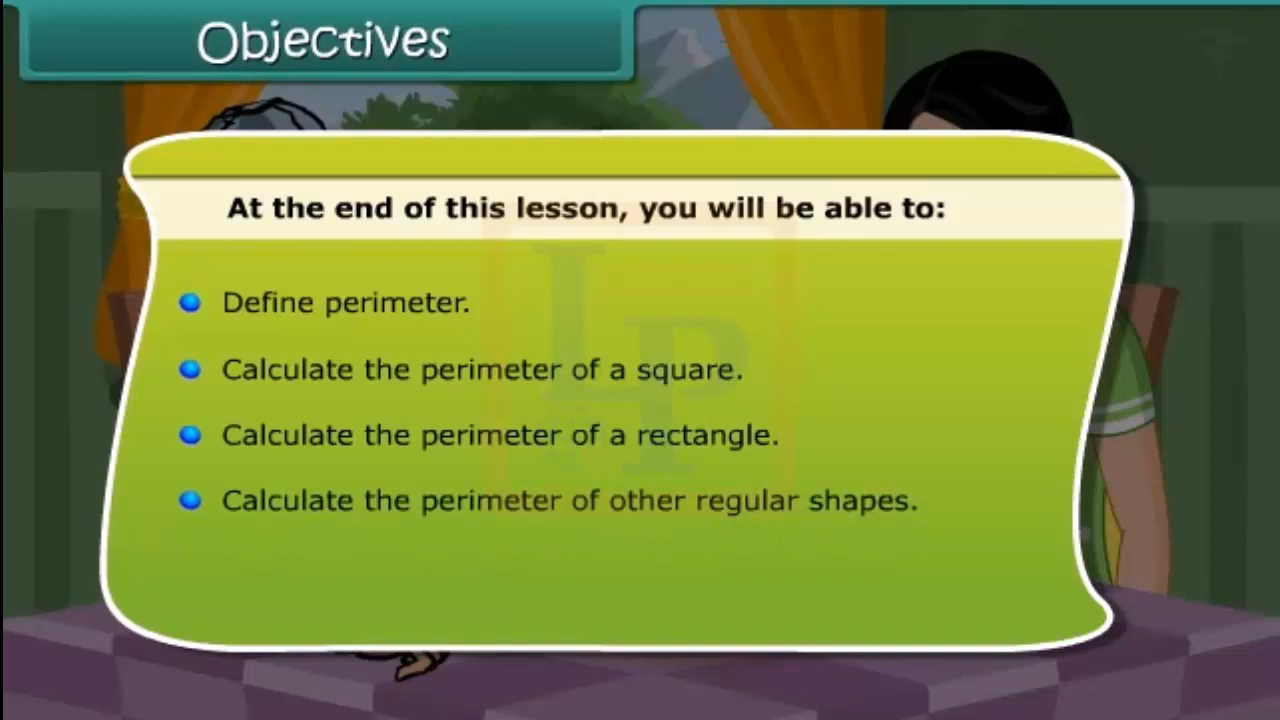 Objectives
At the end of this lesson, you will be able to:
Define perimeter.
Calculate the perimeter of a square.
Calculate the perimeter of a rectangle.
Calculate the perimeter of other regular shapes.
LP